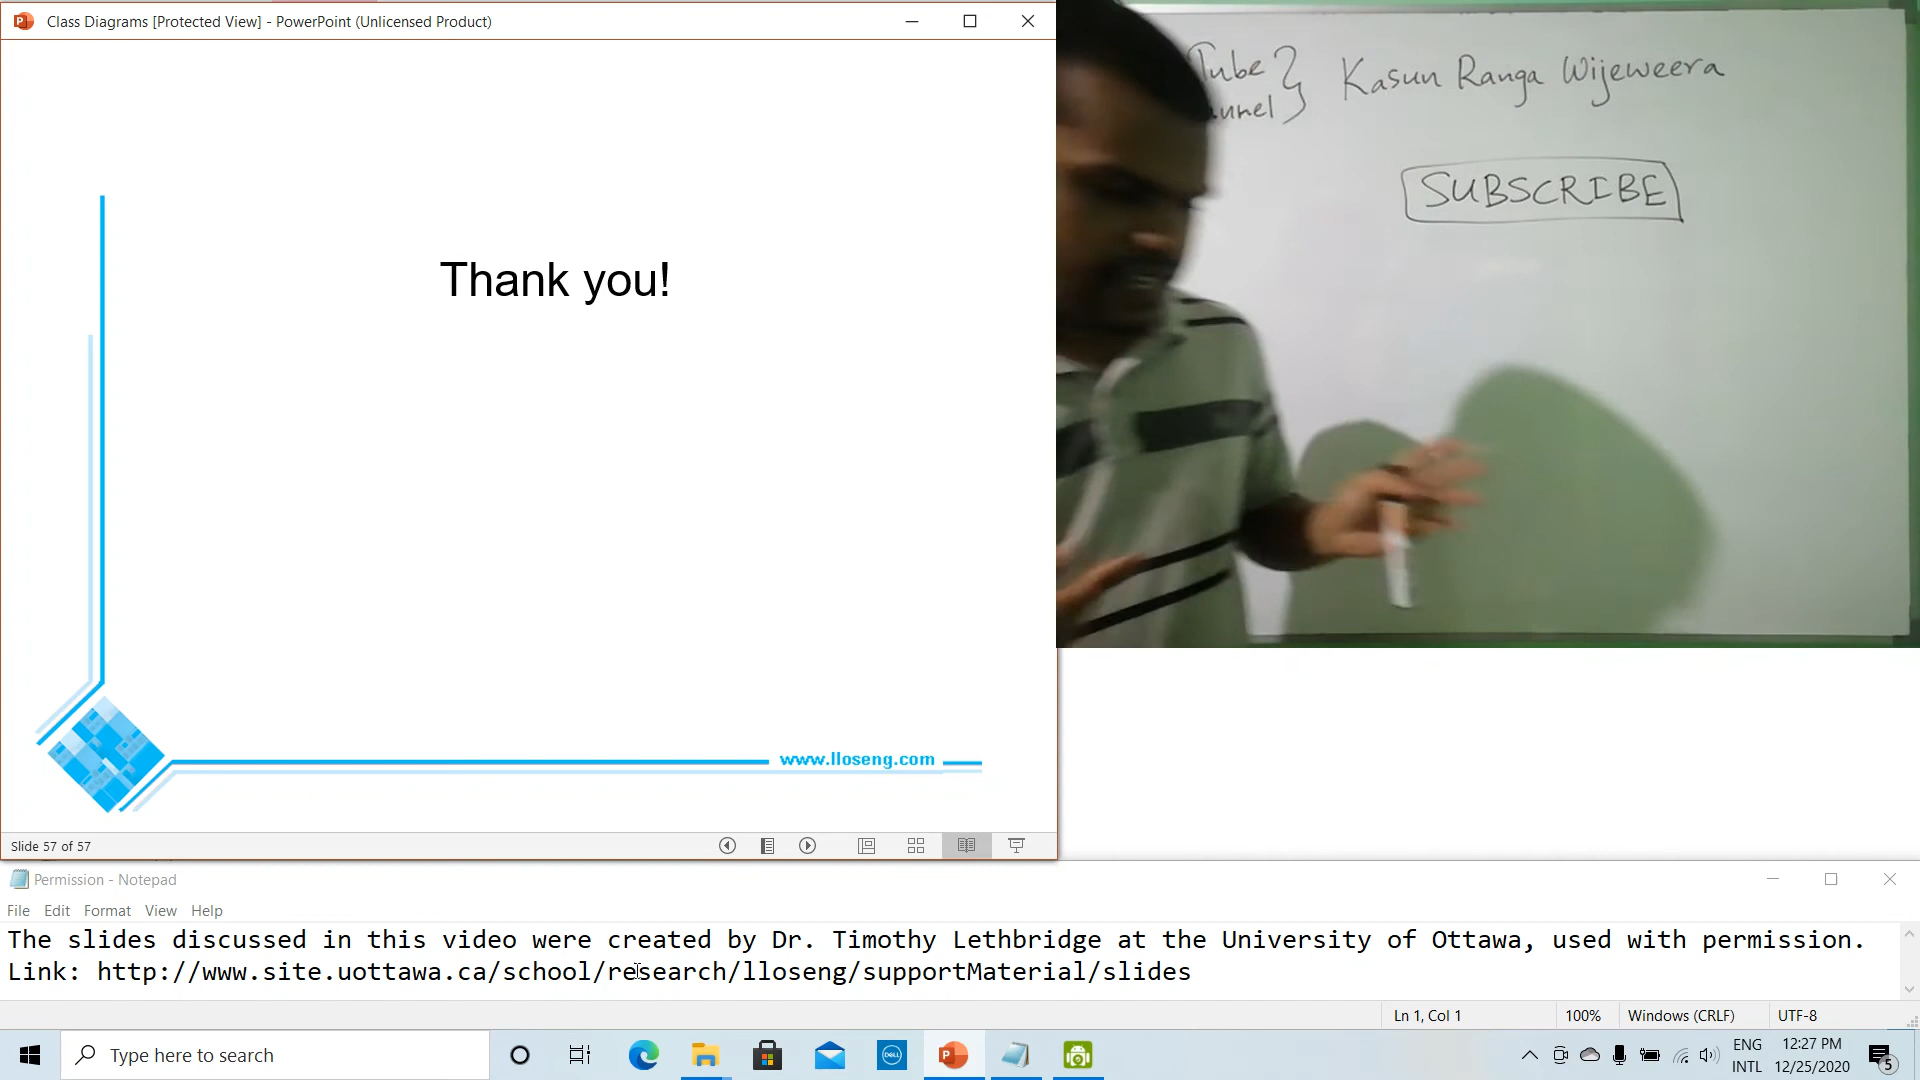 Class Diagrams [Protected View] - PowerPoint (Unlicensed Product)
Tube
Kasun Ranga Wijeweera
SUBSCRIBE
Thank you!
www.lloseng.com
Slide 57 of 57
Permission - Notepad
File Edit Format View Help
The slides discussed in this video were created by Dr. Timothy Lethbridge at the University of Ottawa, used with permission.
Link: http://www.site.uottawa.ca/school/research/lloseng/supportMaterial/slides
Ln 1, Col 1 100% Windows (CRLF) UTF-8
Type here to search
DELL
ENG
INTL
12:27 PM
12/25/2020
5